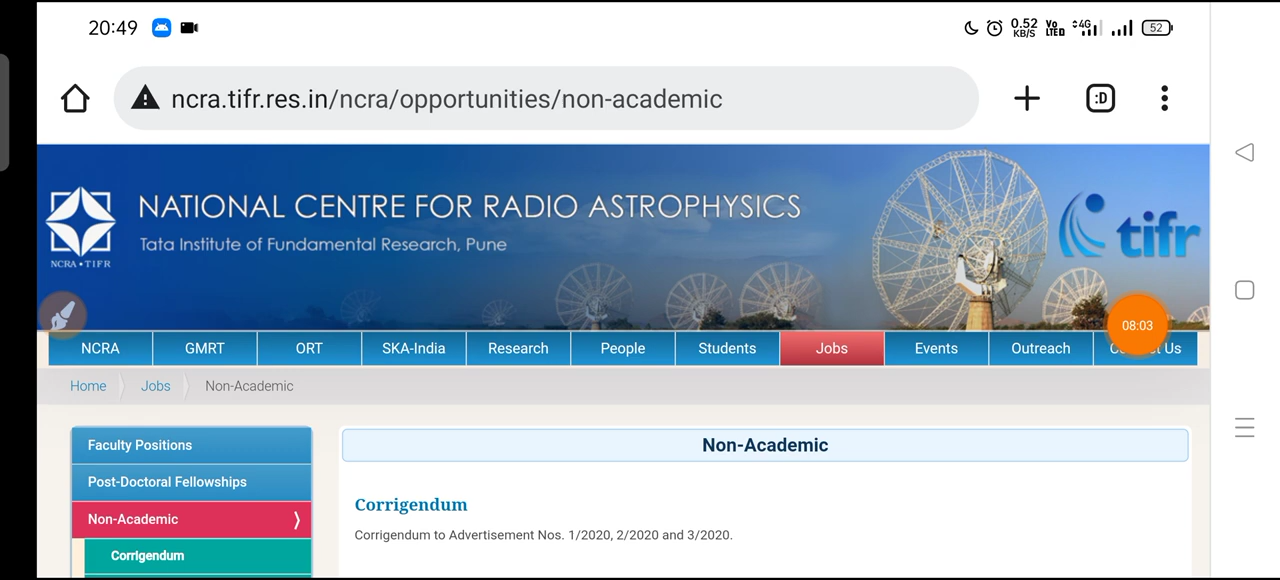 20:49
0.52 KB/S Vo LTED 4G 52
ncra.tifr.res.in/ncra/opportunities/non-academic
:D
NATIONAL CENTRE FOR RADIO ASTROPHYSICS
Tata Institute of Fundamental Research, Pune
NCRA • TIFR
tifr
08:03
NCRA GMRT ORT SKA-India Research People Students Jobs Events Outreach Us
Home Jobs Non-Academic
Faculty Positions
Post-Doctoral Fellowships
Non-Academic
Corrigendum
Non-Academic
Corrigendum
Corrigendum to Advertisement Nos. 1/2020, 2/2020 and 3/2020.